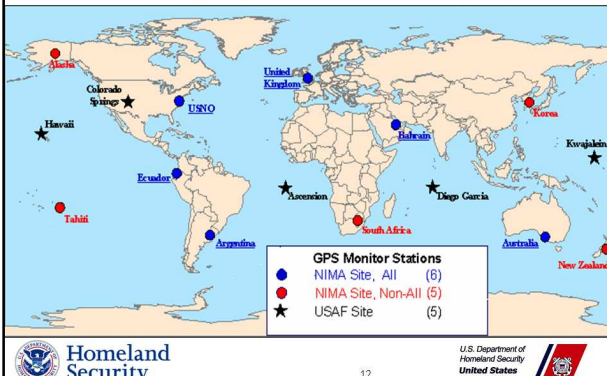 Alaska
United
Kingdom
Colorado
Springs
USNO
Korea
Hawaii
Bahrain
Kwajalein
Ecuador
Ascension
Diego Garcia
Tahiti
South Africa
Argentina
Australia
New Zealand
GPS Monitor Stations
NIMA Site, All (6)
NIMA Site, Non-All (5)
USAF Site (5)
Homeland
Security
12
U.S. Department of
Homeland Security
United States